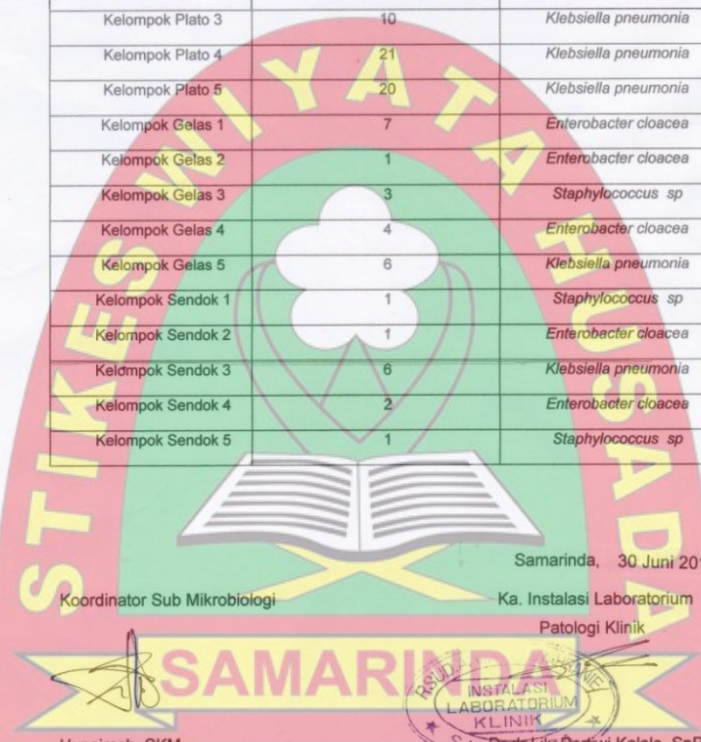 Kelompok Plato 3 10 Klebsiella pneumonia
Kelompok Plato 4 21 Klebsiella pneumonia
Kelompok Plato 5 20 Klebsiella pneumonia
Kelompok Gelas 1 7 Enterobacter cloacea
Kelompok Gelas 2 1 Enterobacter cloacea
Kelompok Gelas 3 3 Staphylococcus sp
Kelompok Gelas 4 4 Enterobacter cloacea
Kelompok Gelas 5 6 Klebsiella pneumonia
Kelompok Sendok 1 1 Staphylococcus sp
Kelompok Sendok 2 1 Enterobacter cloacea
Kelompok Sendok 3 6 Klebsiella pneumonia
Kelompok Sendok 4 2 Enterobacter cloacea
Kelompok Sendok 5 1 Staphylococcus sp
STIKES WIYATA HUSADA
Samarinda, 30 Juni 201
Koordinator Sub Mikrobiologi Ka. Instalasi Laboratorium
Patologi Klinik
SAMARINDA
INSTALASI
LABORATORIUM
KLINIK
SKM